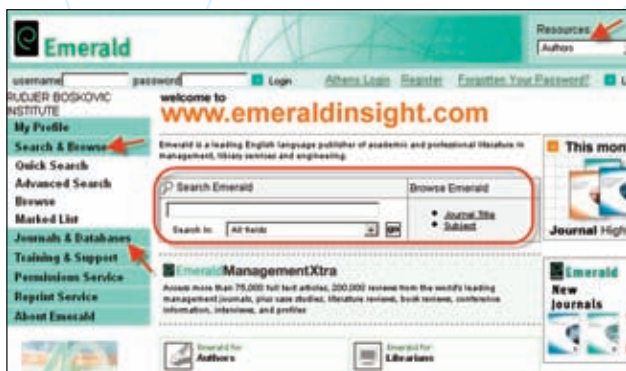 Emerald
Resources
Authors
username password Login Athens Login Register Forgotten Your Password?
RUDJER BOSKOVIC
INSTITUTE
My Profile
Search & Browse
Quick Search
Advanced Search
Browse
Marked List
Journals & Databases
Training & Support
Permissions Service
Reprint Service
About Emerald
welcome to
www.emeraldinsight.com
Emerald is a leading English language publisher of academic and professional literature in
management, library services and engineering.
Search Emerald
Search In: All fields
Browse Emerald
Journal Title
Subject
EmeraldManagementXtra
Access more than 75,000 full text articles, 200,000 reviews from the world's leading
management journals, plus case studies, literature reviews, book reviews, conference
information, interviews, and profiles
Emerald for
Authors
Emerald for
Librarians
This mon
Journal High
Emerald
New
Journals